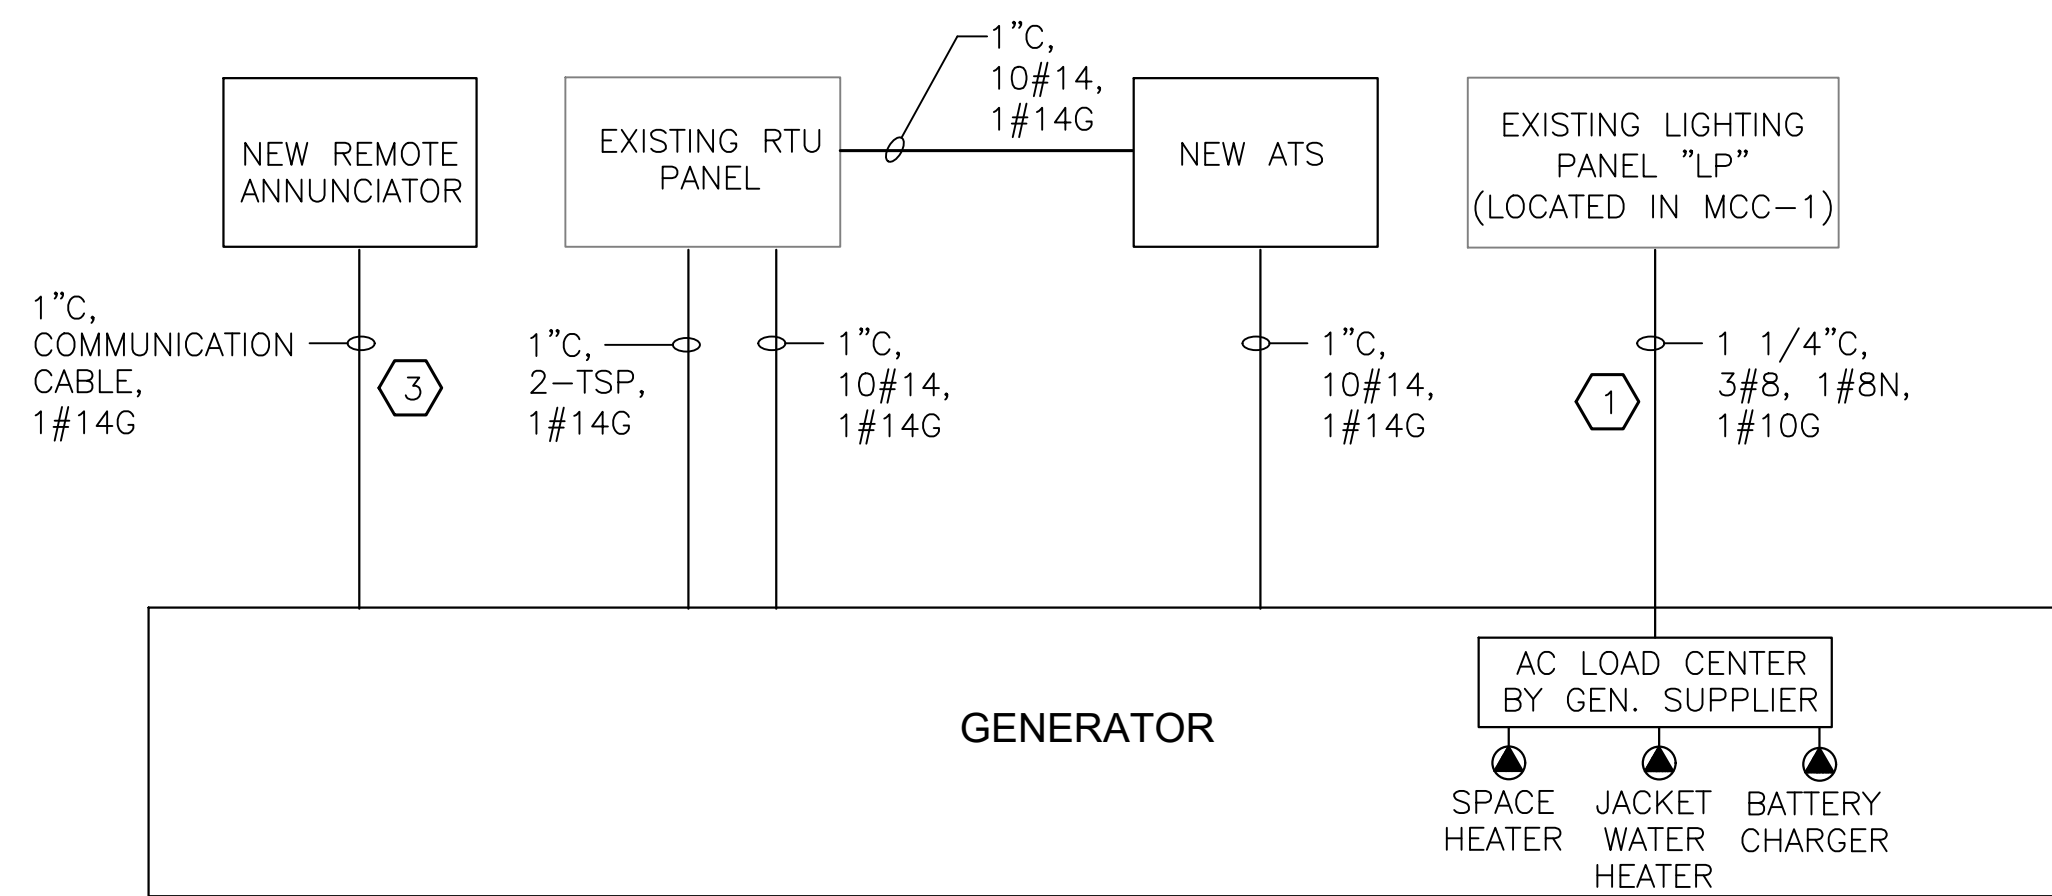 1”C,
10#14,
1#14G
NEW REMOTE
ANNUNCIATOR
EXISTING RTU
PANEL
NEW ATS
EXISTING LIGHTING
PANEL "LP"
(LOCATED IN MCC-1)
1”C,
COMMUNICATION
CABLE,
1#14G
3
1”C,
2-TSP,
1#14G
1”C,
10#14,
1#14G
1”C,
10#14,
1#14G
1
1 1/4”C,
3#8, 1#8N,
1#10G
AC LOAD CENTER
BY GEN. SUPPLIER
GENERATOR
SPACE
HEATER
JACKET
WATER
HEATER
BATTERY
CHARGER